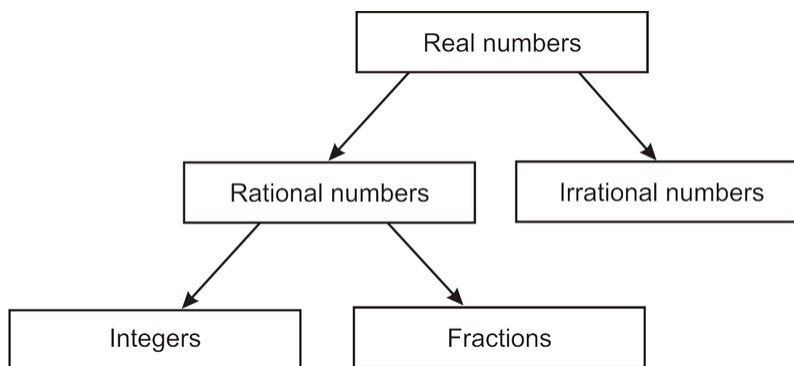 Real numbers
Rational numbers
Irrational numbers
Integers
Fractions